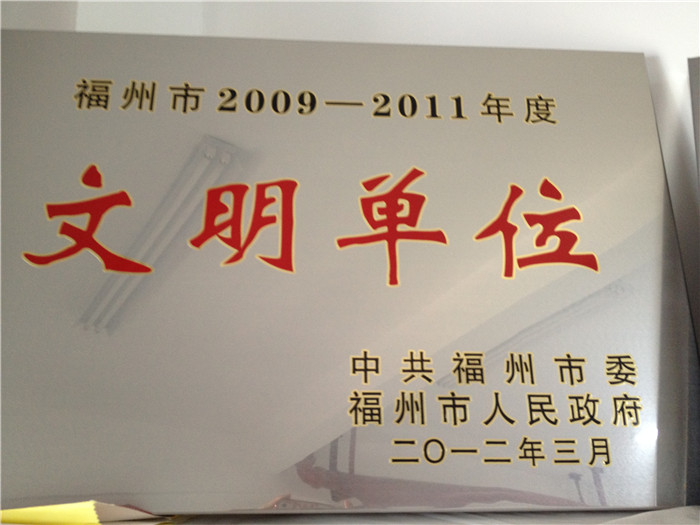 福州市2009—2011年度
文明单位
中共福州市委
福州市人民政府
二〇一二年三月